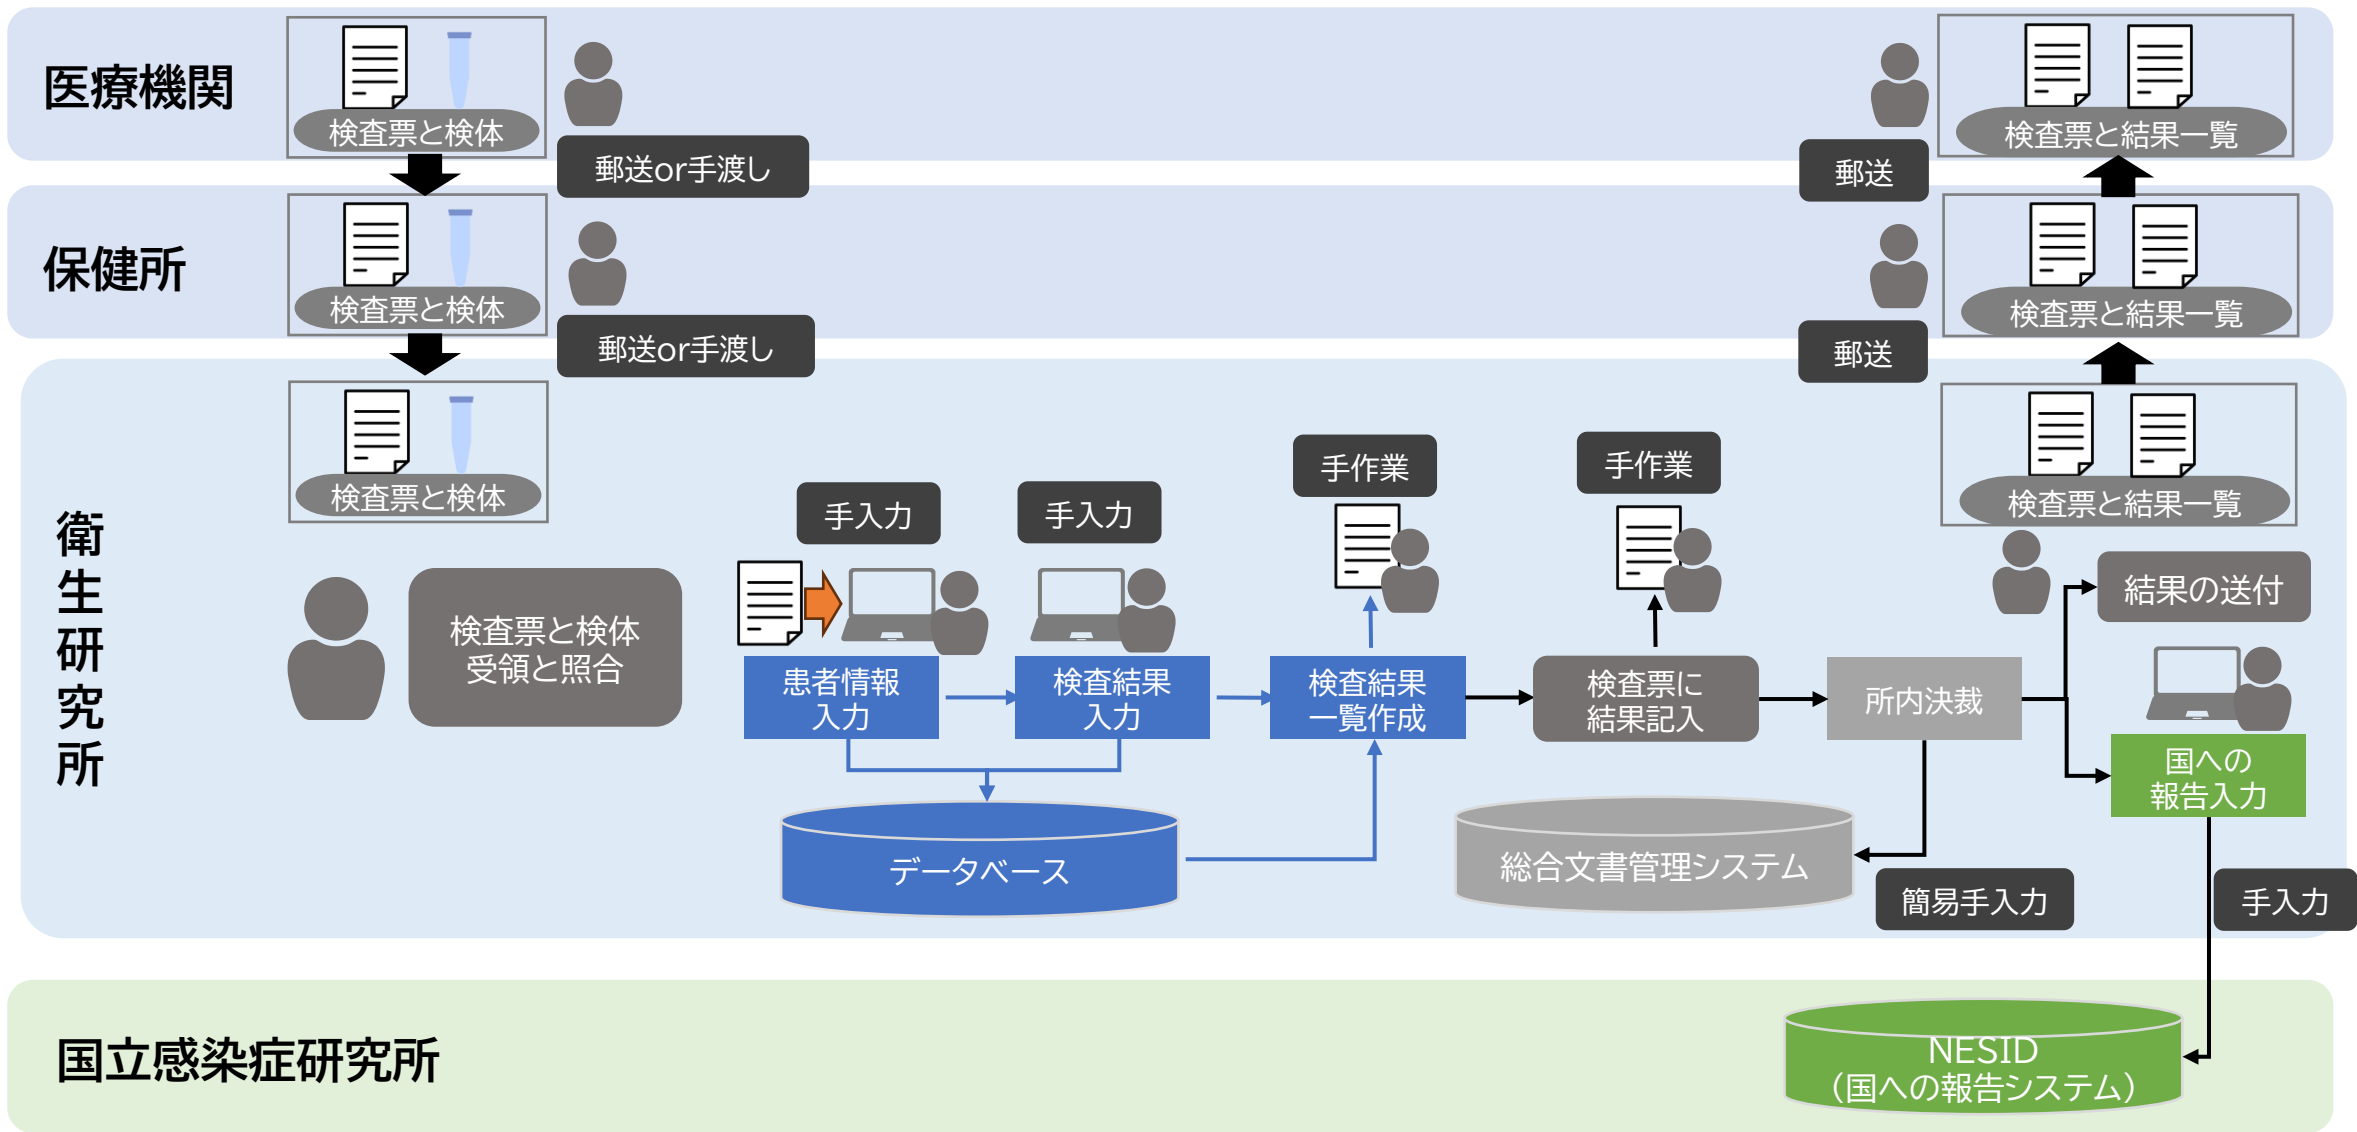 医療機関
検査票と検体
郵送or手渡し
郵送
検査票と結果一覧
保健所
検査票と検体
郵送or手渡し
郵送
検査票と結果一覧
衛生研究所
検査票と検体
検査票と検体
受領と照合
手入力
患者情報
入力
手入力
検査結果
入力
手作業
検査結果
一覧作成
手作業
検査票に
結果記入
所内決裁
検査票と結果一覧
結果の送付
国への
報告入力
データベース
総合文書管理システム
簡易手入力
手入力
国立感染症研究所
NESID
（国への報告システム）